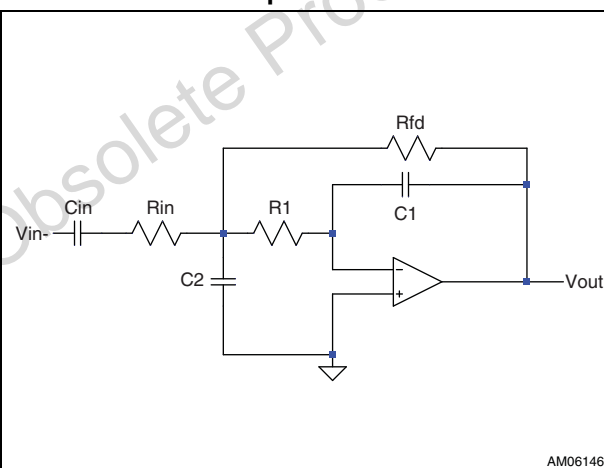 Obsolete Pro
Rfd
Cin
Rin
R1
C1
Vin-
C2
-
+
Vout
AM06146